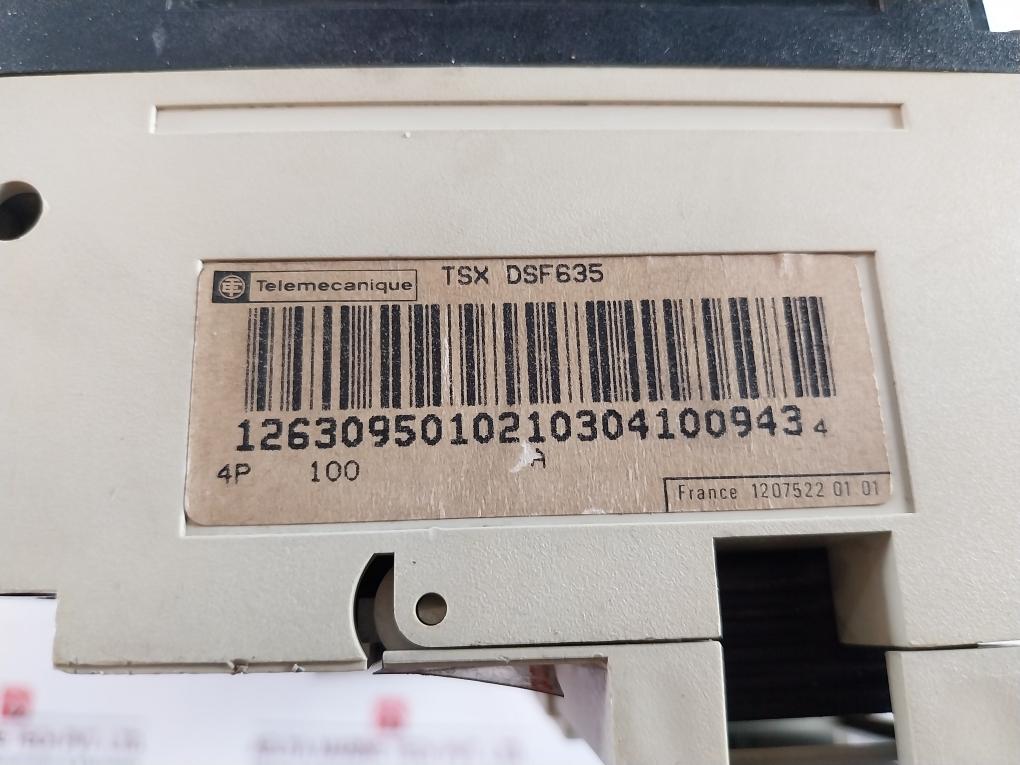 Telemecanique TSX DSF635
12630950102103041009434
4P 100 A
France 1207522 01 01